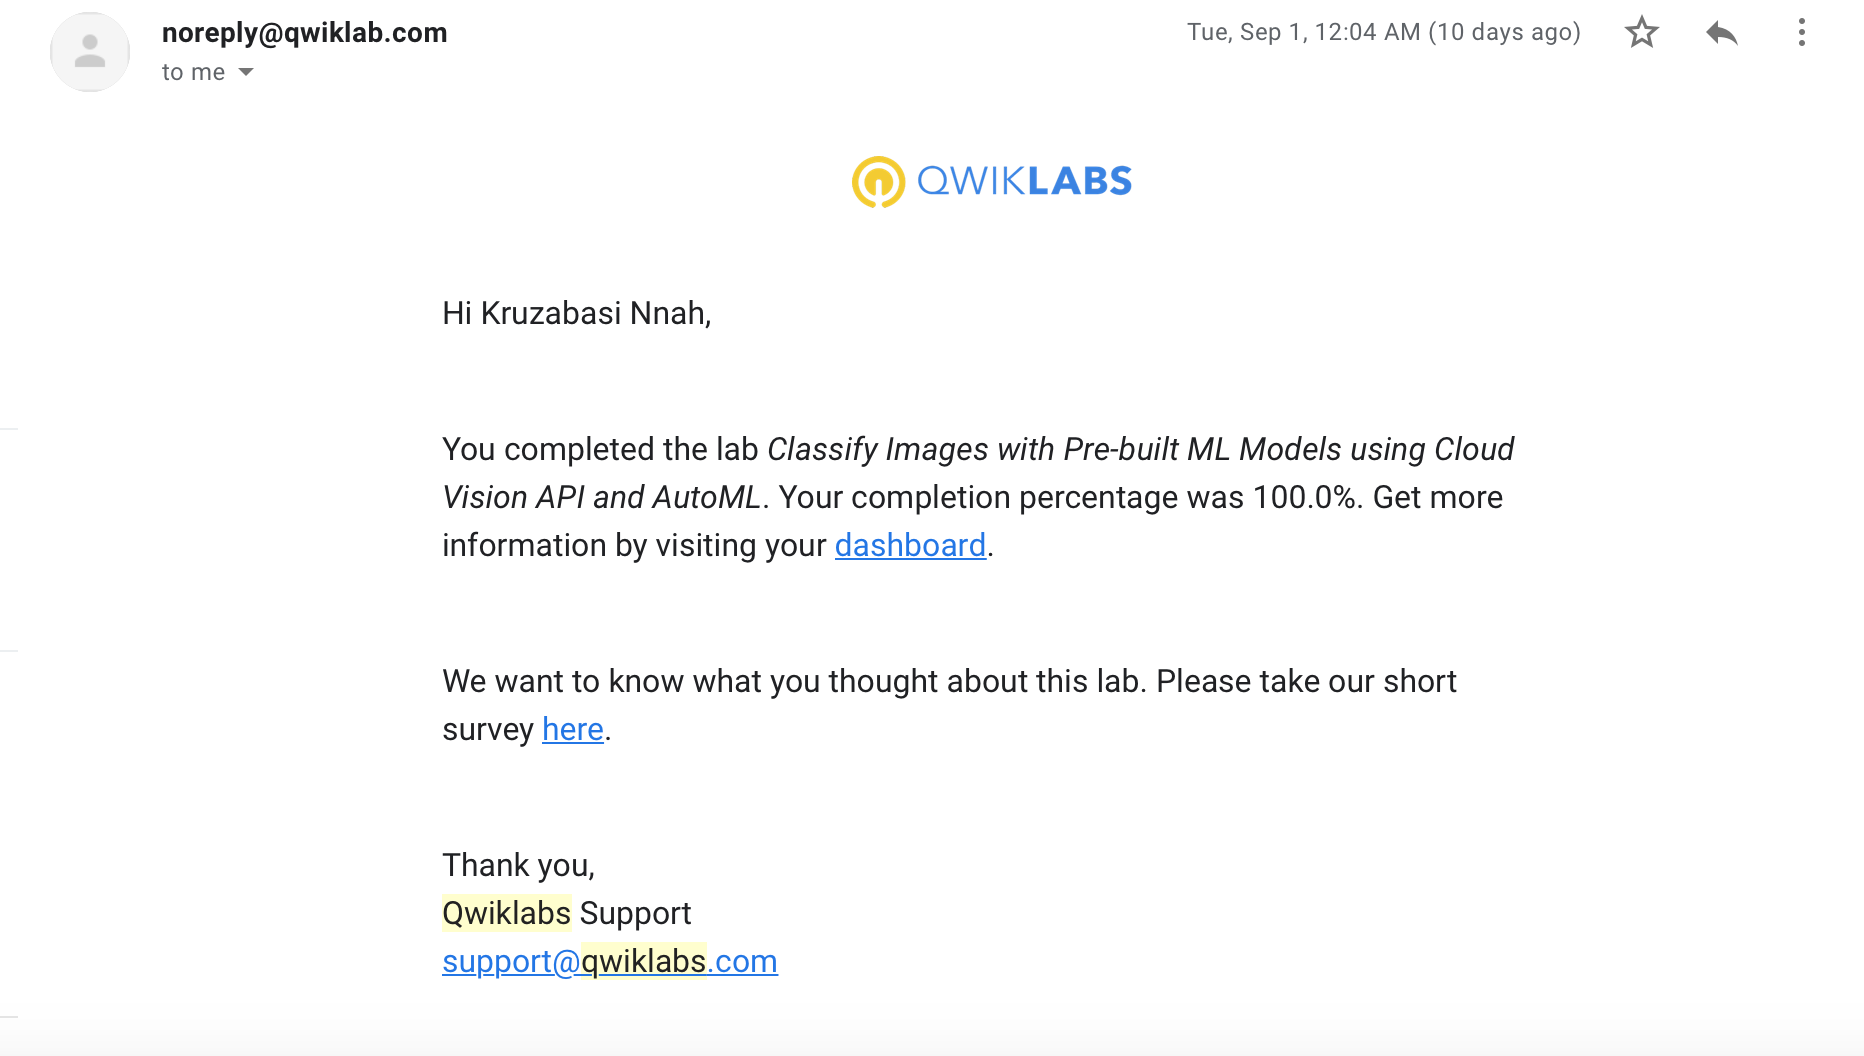 noreply@qwiklab.com
Tue, Sep 1, 12:04 AM (10 days ago)
to me
QWIKLABS
Hi Kruzabasi Nnah,
You completed the lab Classify Images with Pre-built ML Models using Cloud
Vision API and AutoML. Your completion percentage was 100.0%. Get more
information by visiting your dashboard.
We want to know what you thought about this lab. Please take our short
survey here.
Thank you,
Qwiklabs Support
support@qwiklabs.com